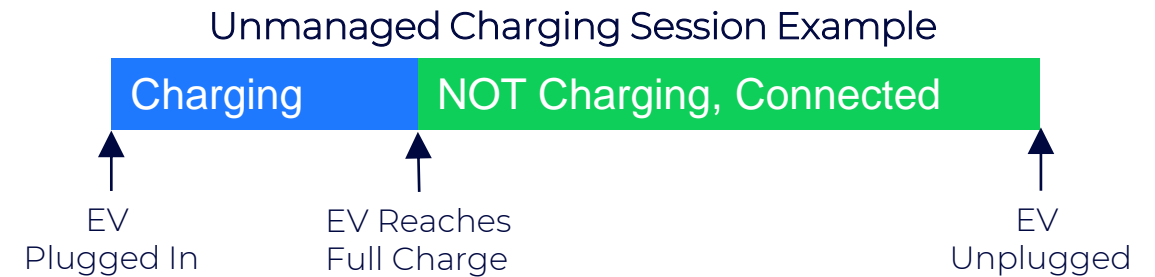 Unmanaged Charging Session Example
Charging
NOT Charging, Connected
EV
Plugged In
EV Reaches
Full Charge
EV
Unplugged